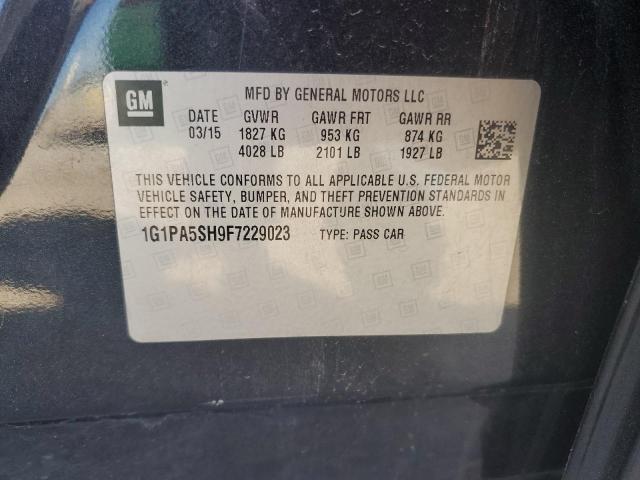 GM
MFD BY GENERAL MOTORS LLC
DATE GVWR GAWR FRT GAWR RR
03/15 1827 KG 953 KG 874 KG
4028 LB 2101 LB 1927 LB
THIS VEHICLE CONFORMS TO ALL APPLICABLE U.S. FEDERAL MOTOR
VEHICLE SAFETY, BUMPER, AND THEFT PREVENTION STANDARDS IN
EFFECT ON THE DATE OF MANUFACTURE SHOWN ABOVE.
1G1PA5SH9F7229023 TYPE: PASS CAR